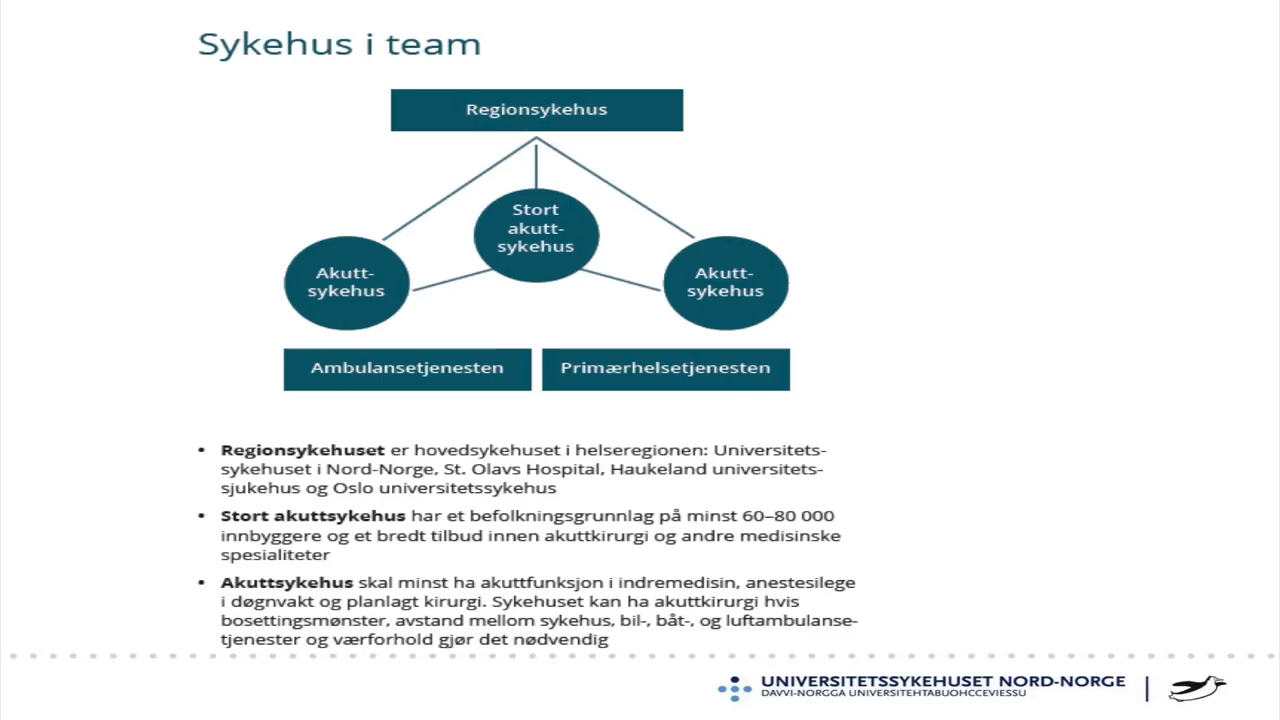 Sykehus i team
Regionsykehus
Stort
akutt-
sykehus
Akutt-
sykehus
Akutt-
sykehus
Ambulansetjenesten
Primærhelsetjenesten
• Regionsykehuset er hovedsykehuset i helseregionen: Universitets-
sykehuset i Nord-Norge, St. Olavs Hospital, Haukeland universitets-
sjukehus og Oslo universitetssykehus
• Stort akuttsykehus har et befolkningsgrunnlag på minst 60–80 000
innbyggere og et bredt tilbud innen akuttkirurgi og andre medisinske
spesialiteter
• Akuttsykehus skal minst ha akuttfunksjon i indremedisin, anestesilege
i døgnvakt og planlagt kirurgi. Sykehuset kan ha akuttkirurgi hvis
bosettingsmønster, avstand mellom sykehus, bil-, båt-, og luftambulanse-
tjenester og værforhold gjør det nødvendig
UNIVERSITETSSYKEHUSET NORD-NORGE
DAVVI-NORGGA UNIVERSITEHTABUOHCCEVIESSU